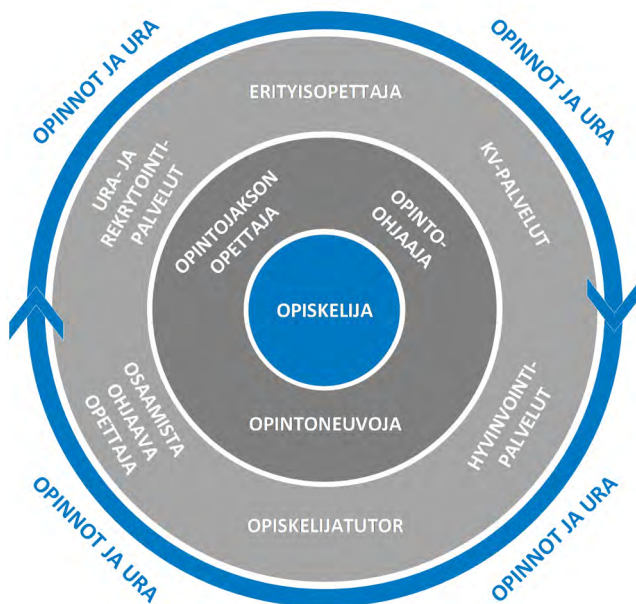 OPINNOT JA URA
OPINNOT JA URA
ERITYISOPETTAJA
URA- JA
REKRYTOINTI-
PALVELUT
KV-PALVELUT
OPINTOJAKSON
OPETTAJA
OPINTO-
OHJAAJA
OPISKELIJA
OPINTONEUVOJA
OSAAMISTA
OHJAAVA
OPETTAJA
HYVINVOINTI-
PALVELUT
OPISKELIJATUTOR
OPINNOT JA URA
OPINNOT JA URA